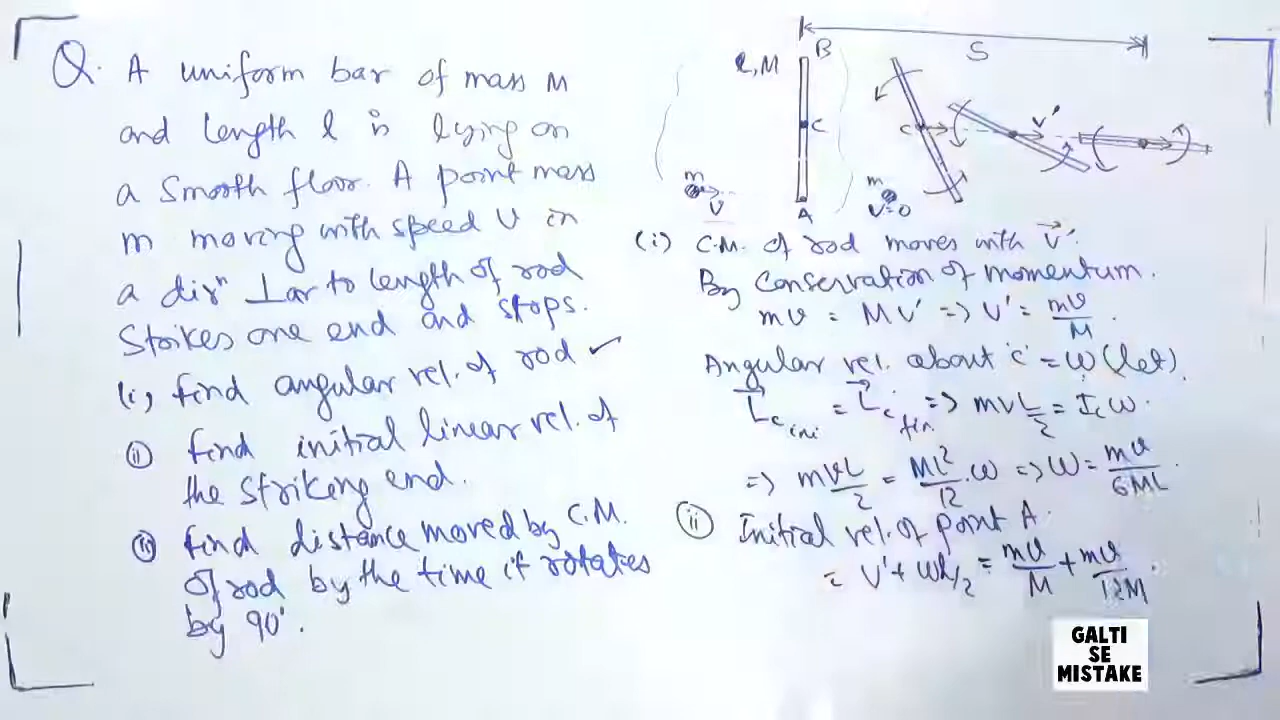 Q. A uniform bar of mass M
and length l is lying on
a smooth floor. A point mass
m moving with speed v in
a dirⁿ ⊥ar to length of rod
Strikes one end and stops.
(i) find angular vel. of rod ✓
(ii) find initial linear vel. of
the striking end.
(iii) find distance moved by C.M.
of rod by the time it rotates
by 90°.
S
l, M
B
C
A
m
v
C
m
v=0
v'
(i) C.M. of rod moves with v⃗'.
By Conservation of momentum.
mv = Mv' => v' = mv/M.
Angular vel. about 'c' = ω (let).
L⃗c ini = L⃗c fin. => mvL/2 = Ic ω.
=> mvL/2 = ML²/12 . ω => ω = mv/6ML.
(ii) Initial vel. of point A.
= v' + ωL/2 = mv/M + mv/12M.
GALTI
SE
MISTAKE